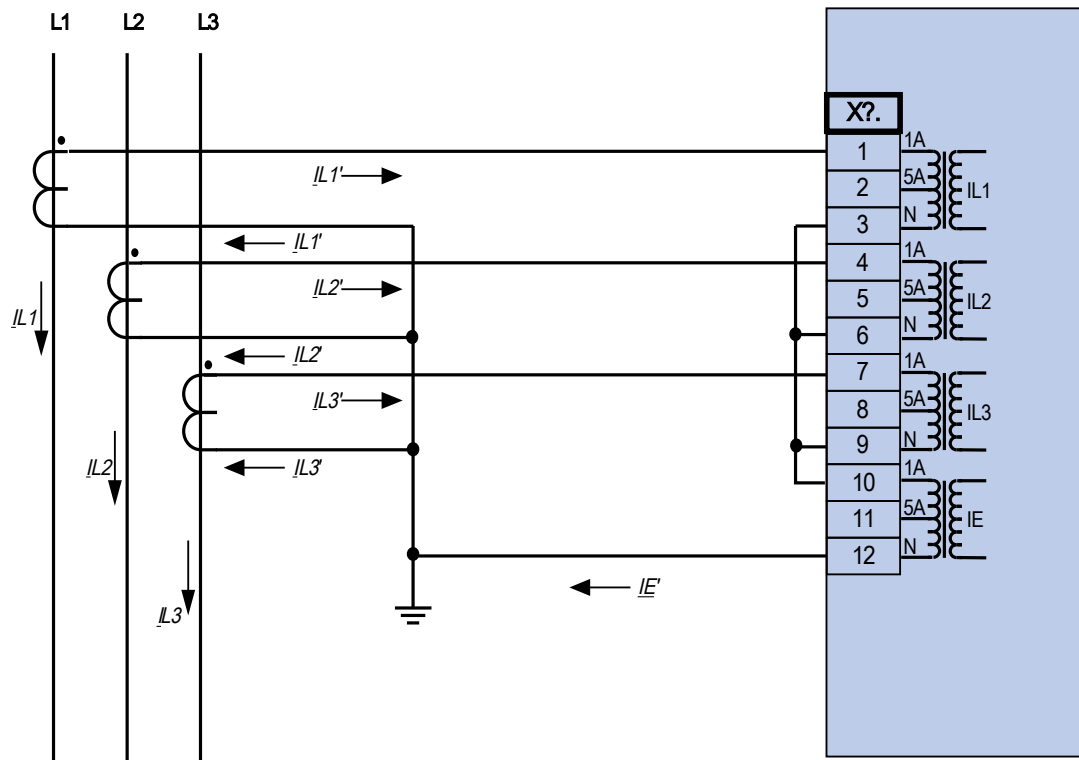 L1 L2 L3
X?.
1 1A
IL1' 2 5A IL1
3 N
IL1'
4 1A
IL2' 5 5A IL2
IL1
6 N
IL2'
7 1A
IL3' 8 5A IL3
9 N
IL2 IL3'
10 1A
11 5A IE
12 N
IE'
IL3